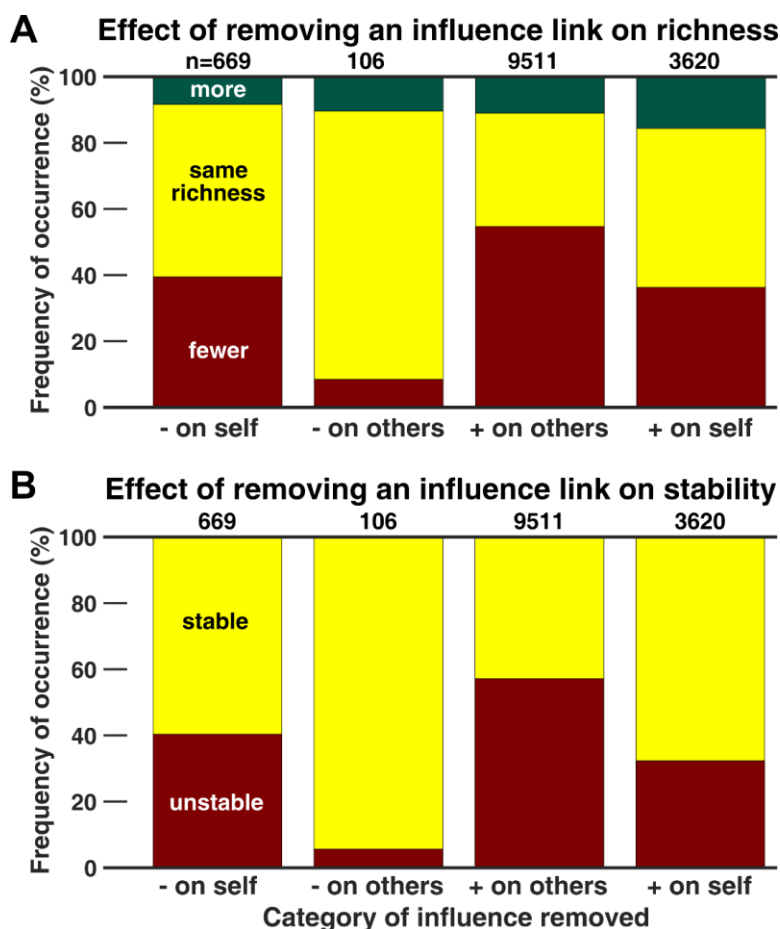 A Effect of removing an influence link on richness
n=669 106 9511 3620
Frequency of occurrence (%)
100
80
60
40
20
0
more
same
richness
fewer
- on self - on others + on others + on self
B Effect of removing an influence link on stability
669 106 9511 3620
Frequency of occurrence (%)
100
80
60
40
20
0
stable
unstable
- on self - on others + on others + on self
Category of influence removed